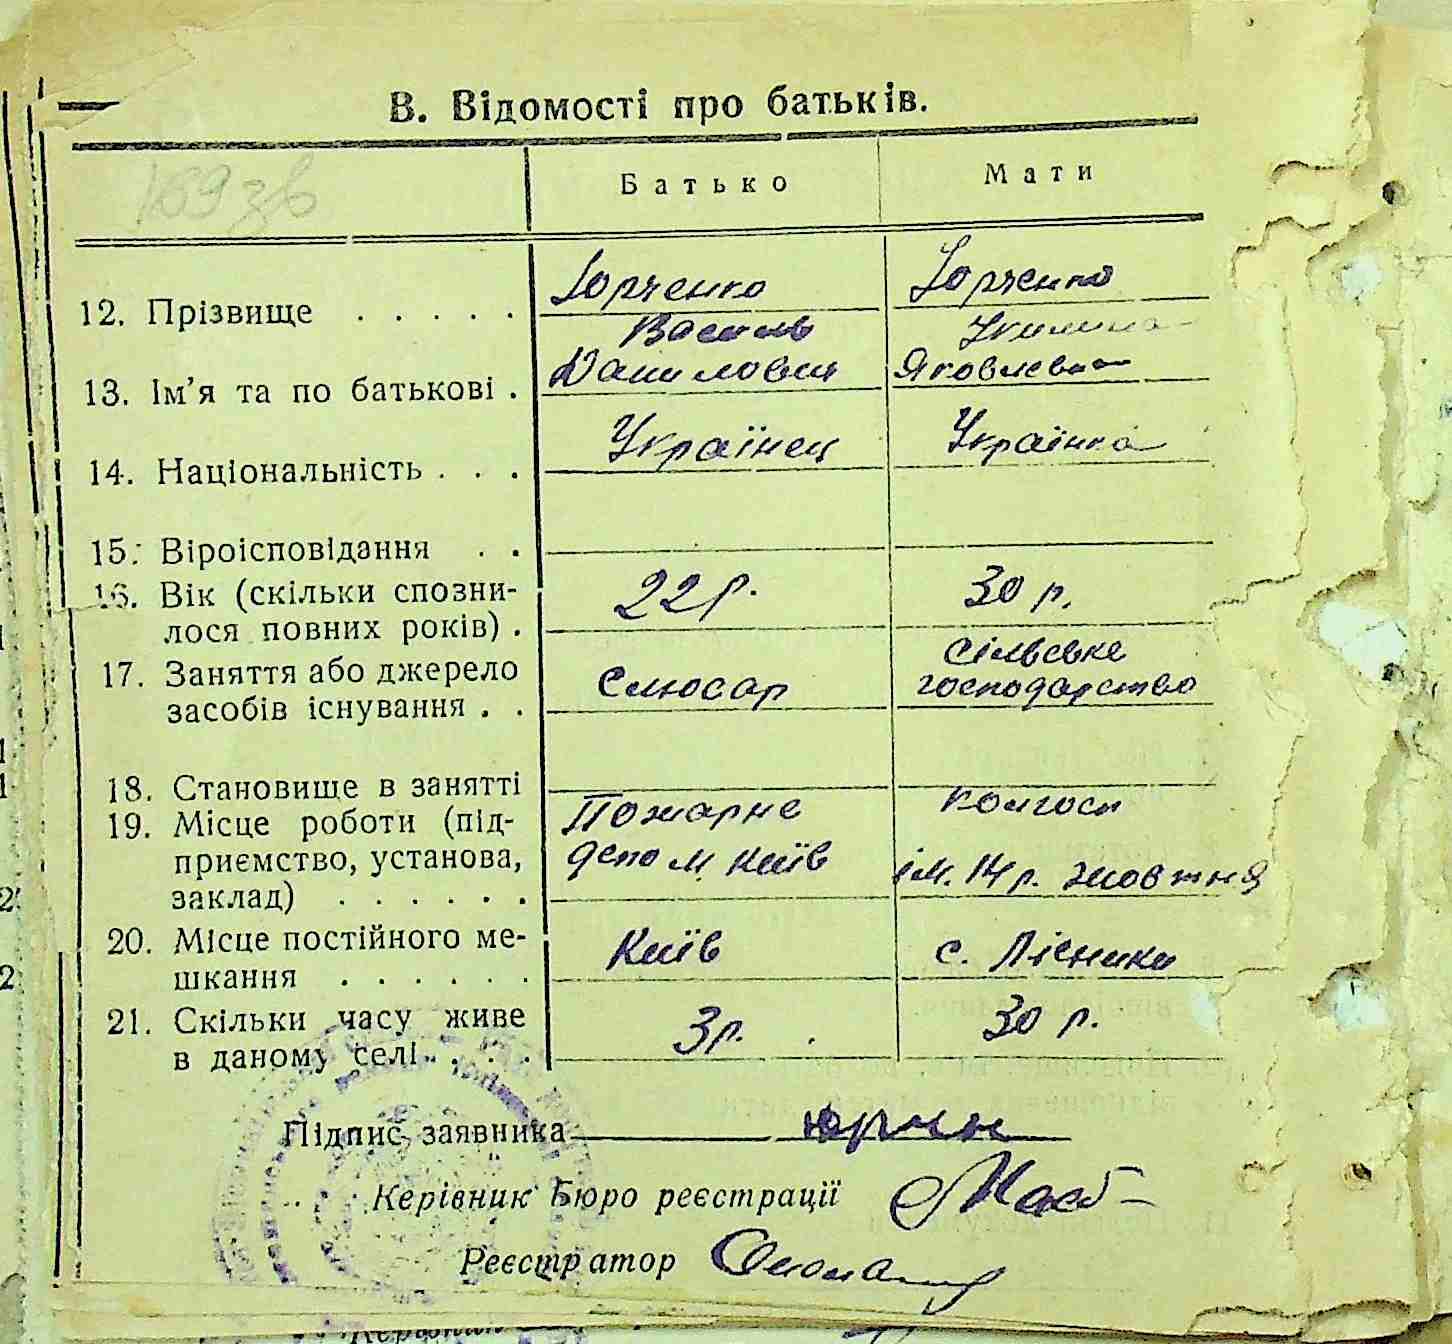 В. Відомості про батьків.
169 зв
Батько Мати
12. Прізвище . . . . . Юрченко Юрченко
Василь Укилина
13. Ім'я та по батькові . Данилович Яковлевна
14. Національність . . . Українец Українка
15. Віроісповідання . .
16. Вік (скільки спозни- 22 р. 30 р.
лося повних років) .
сільське
17. Заняття або джерело Слюсар господарство
засобів існування . .
18. Становище в занятті
19. Місце роботи (під- Пожарне колгосп
приємство, установа, депо м Київ ім. 14 р. жовтня
заклад) . . . . . .
20. Місце постійного ме- Київ с. Лісники
шкання . . . . . .
21. Скільки часу живе 3 р. 30 р.
в даному селі . . . .
Підпис заявника
Керівник Бюро реєстрації
Реєстратор